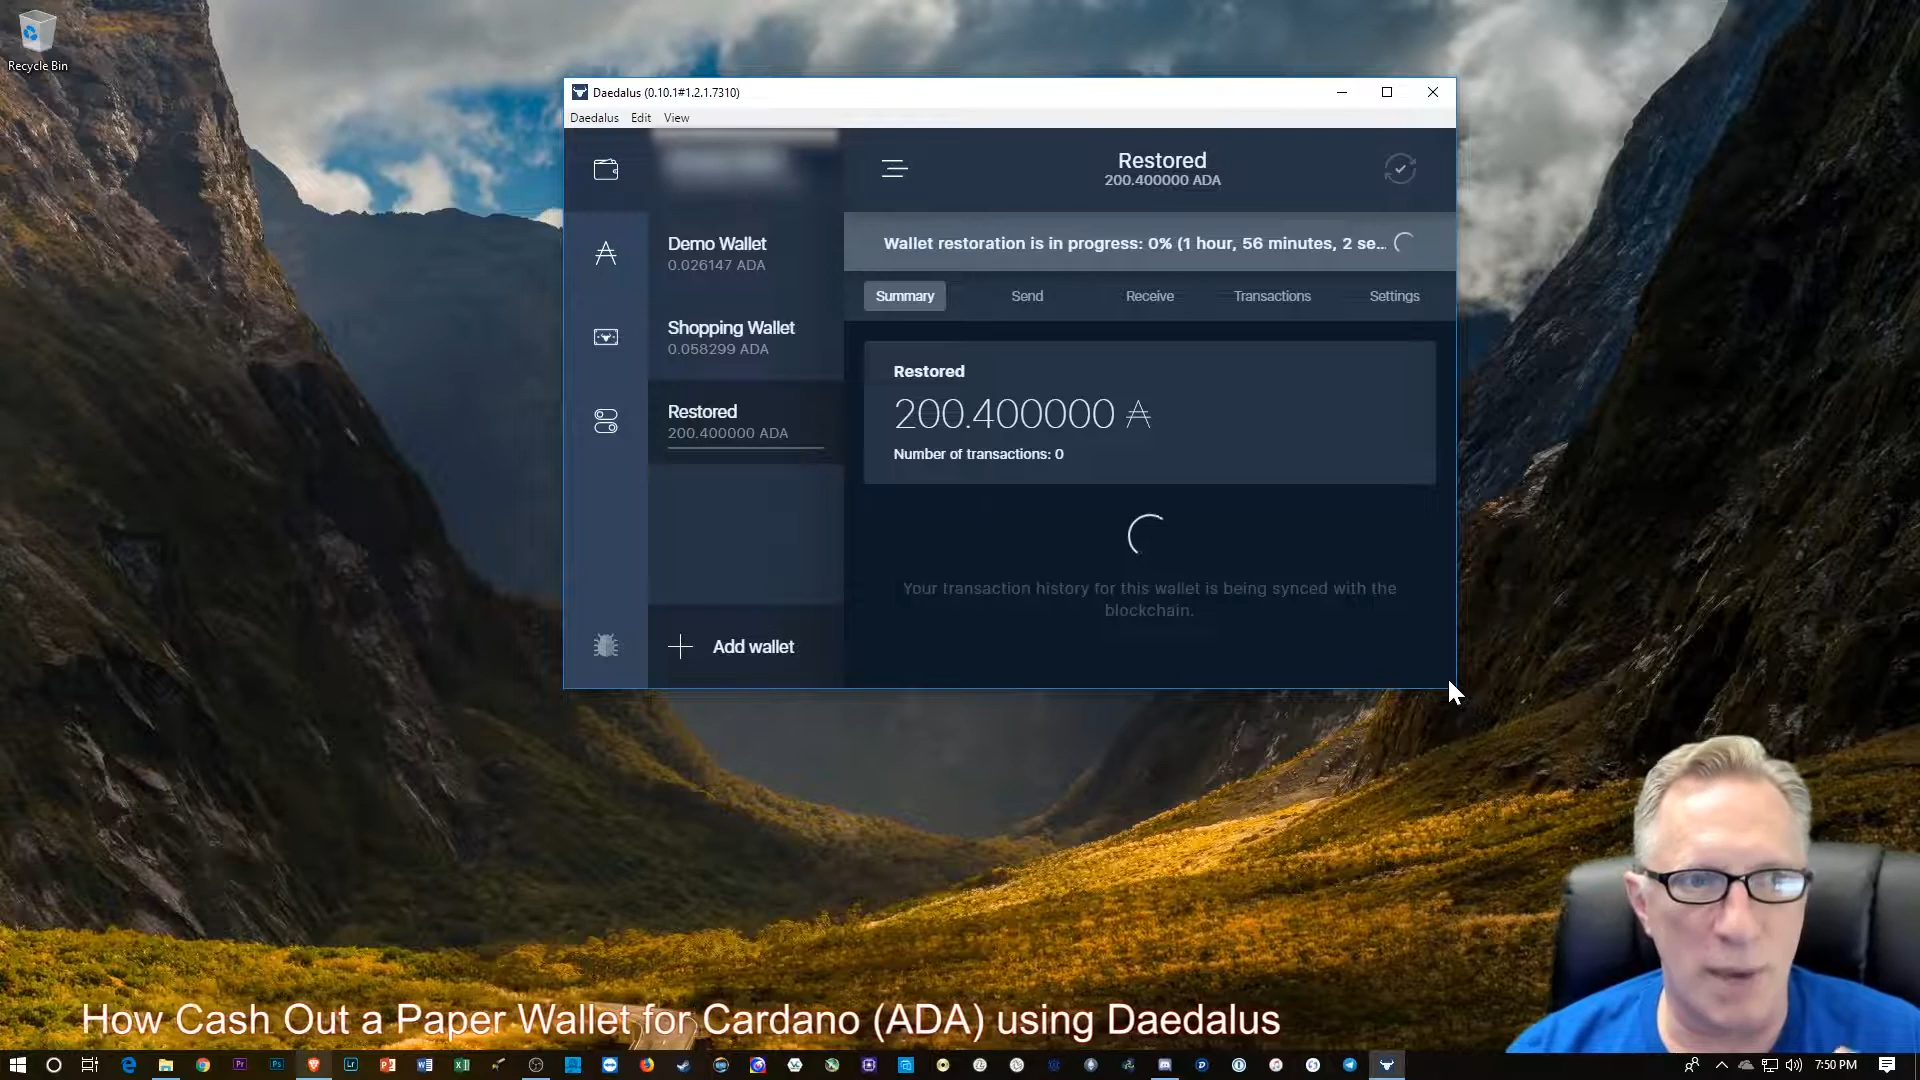 Recycle Bin
Daedalus (0.10.1#1.2.1.7310)
Daedalus Edit View
Restored
200.400000 ADA
Demo Wallet
0.026147 ADA
Wallet restoration is in progress: 0% (1 hour, 56 minutes, 2 se...
Summary Send Receive Transactions Settings
Shopping Wallet
0.058299 ADA
Restored
200.400000 ADA
Restored
200.400000
Number of transactions: 0
Your transaction history for this wallet is being synced with the
blockchain.
Add wallet
How Cash Out a Paper Wallet for Cardano (ADA) using Daedalus
Pr
Ps
Lr
7:50 PM